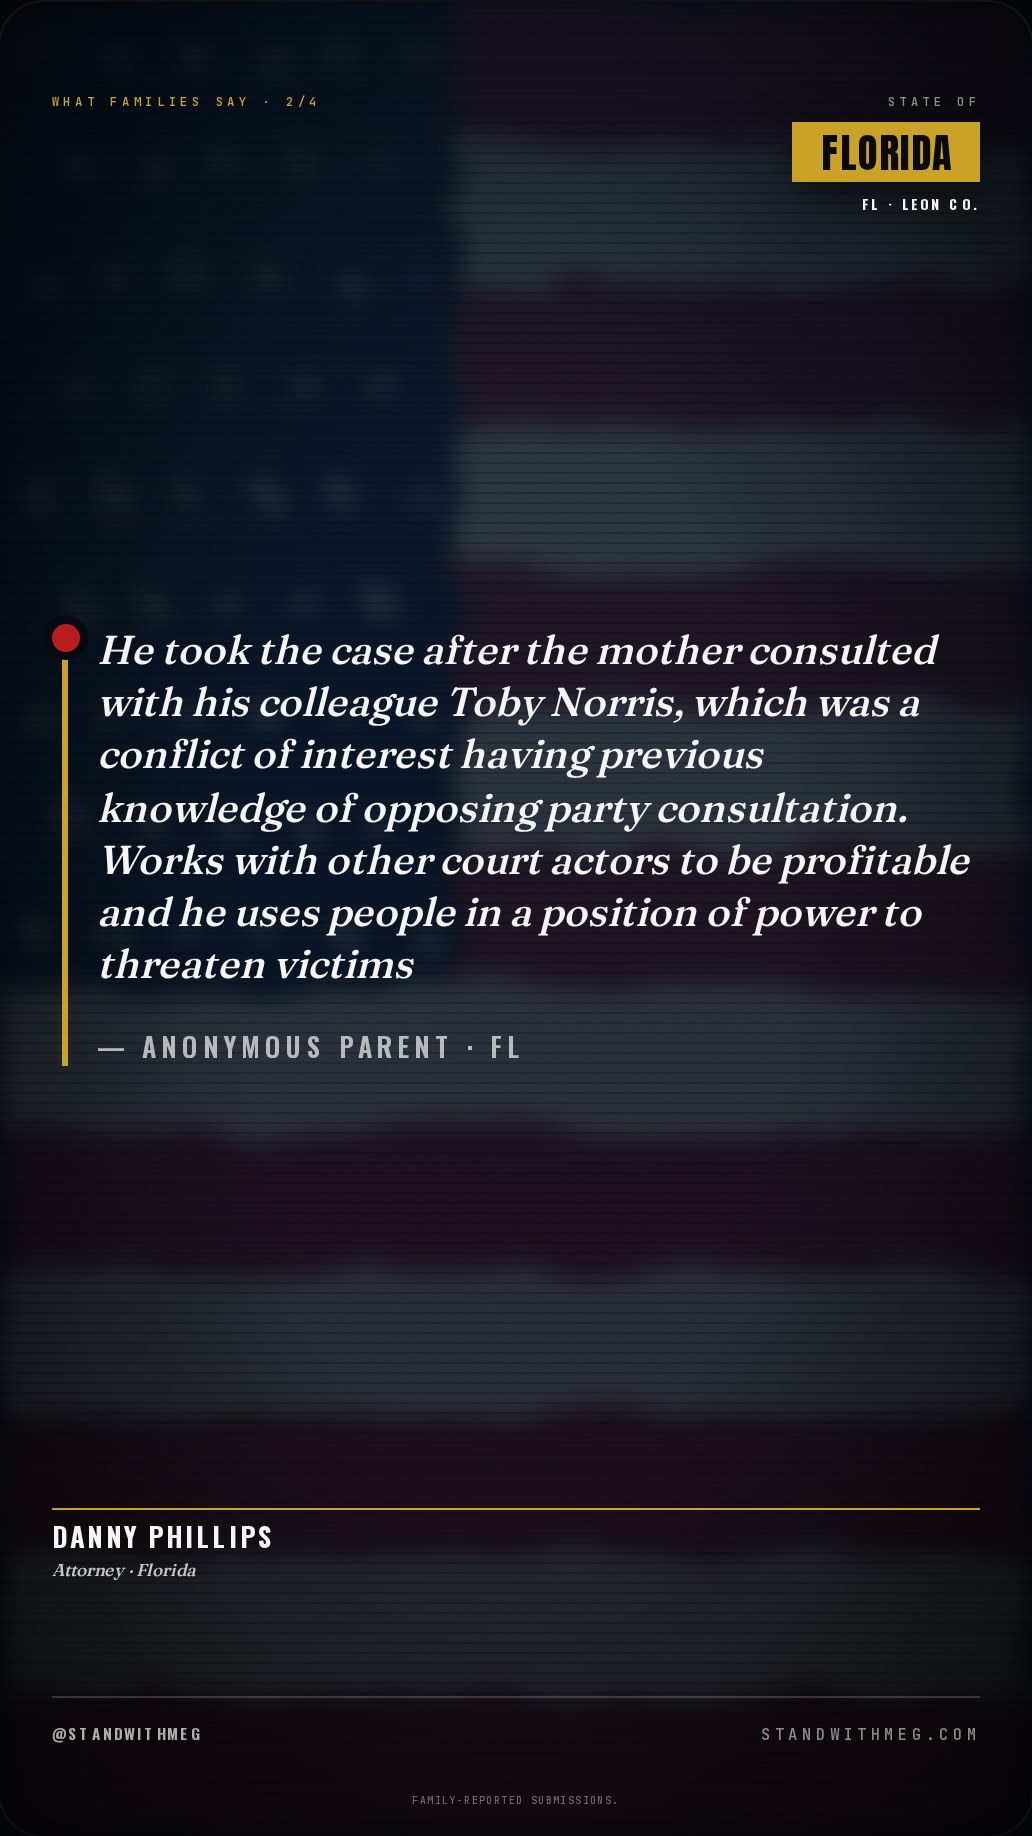 WHAT FAMILIES SAY · 2/4
STATE OF
FLORIDA
FL · LEON CO.
He took the case after the mother consulted
with his colleague Toby Norris, which was a
conflict of interest having previous
knowledge of opposing party consultation.
Works with other court actors to be profitable
and he uses people in a position of power to
threaten victims
— ANONYMOUS PARENT · FL
DANNY PHILLIPS
Attorney · Florida
@STANDWITHMEG
STANDWITHMEG.COM
FAMILY-REPORTED SUBMISSIONS.